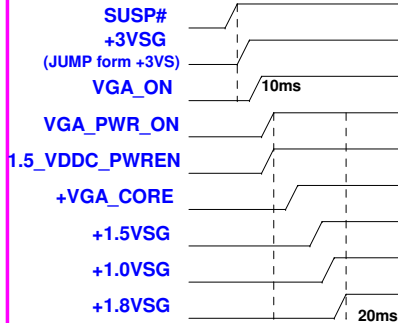 SUSP#
+3VSG
(JUMP form +3VS)
VGA_ON
10ms
VGA_PWR_ON
1.5_VDDC_PWREN
+VGA_CORE
+1.5VSG
+1.0VSG
+1.8VSG
20ms